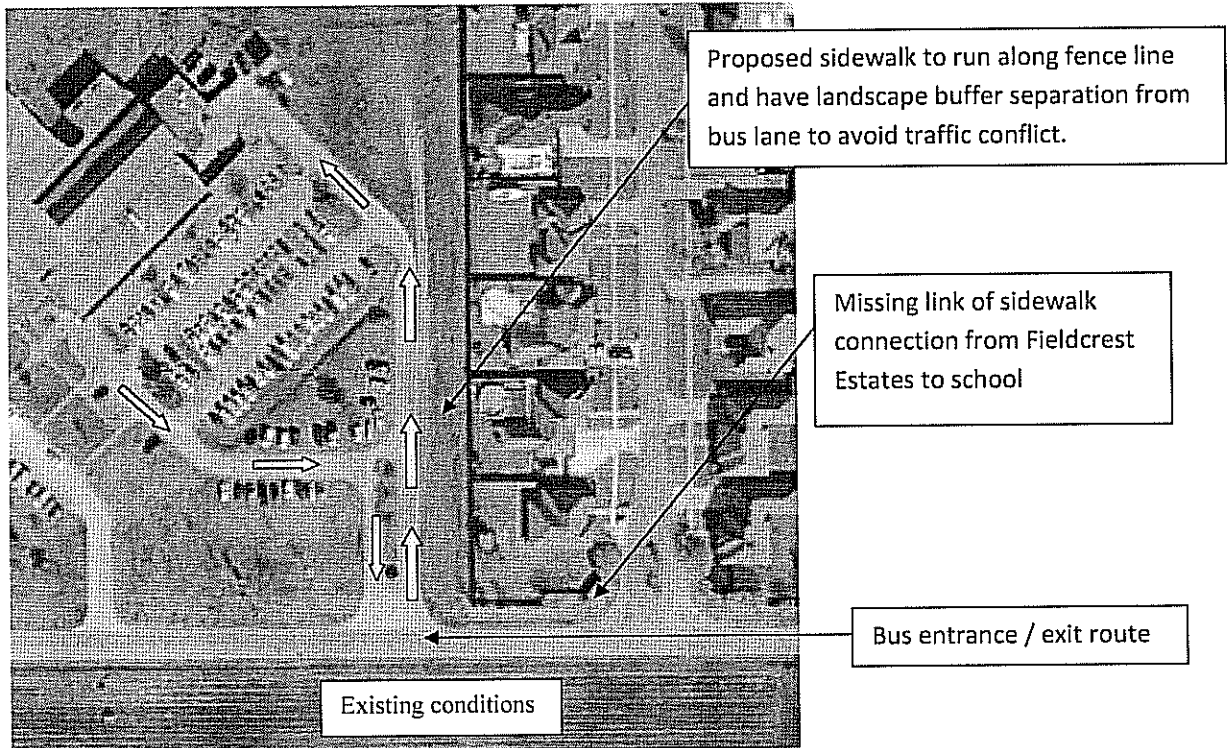 Proposed sidewalk to run along fence line
and have landscape buffer separation from
bus lane to avoid traffic conflict.
Missing link of sidewalk
connection from Fieldcrest
Estates to school
Bus entrance / exit route
Existing conditions